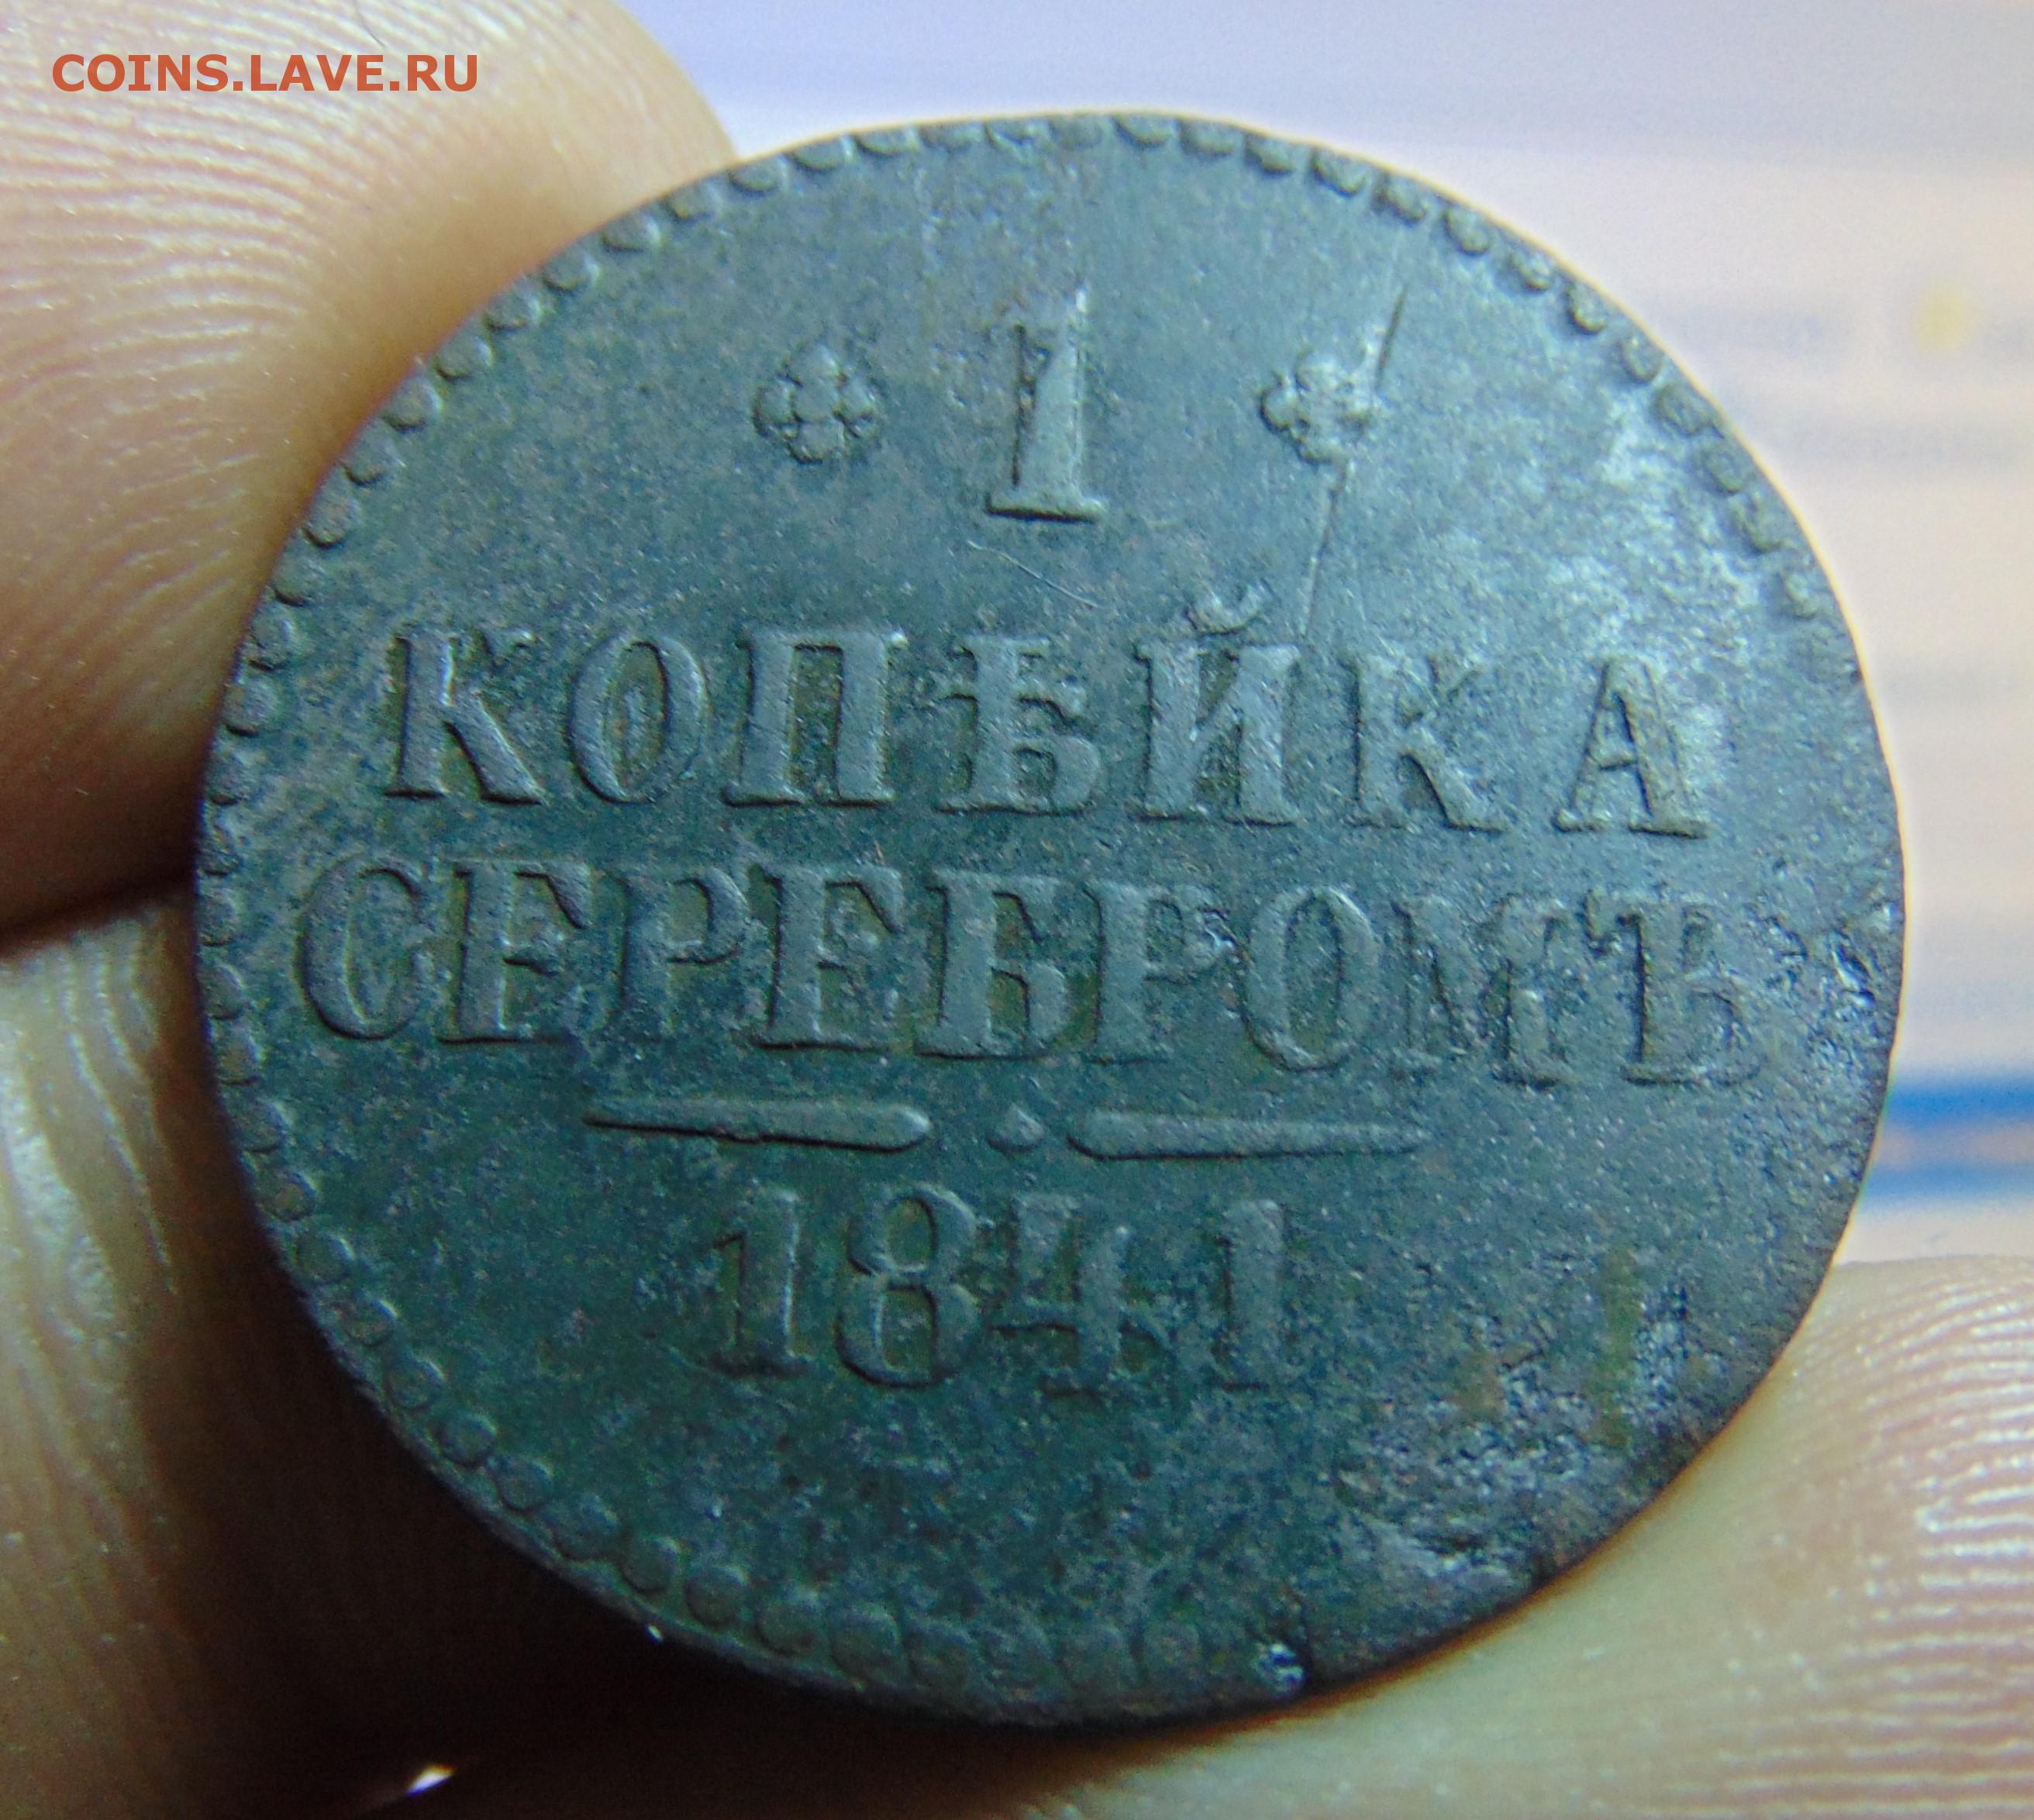 COINS.LAVE.RU
1
КОПѢЙКА
СЕРЕБРОМЪ
1841